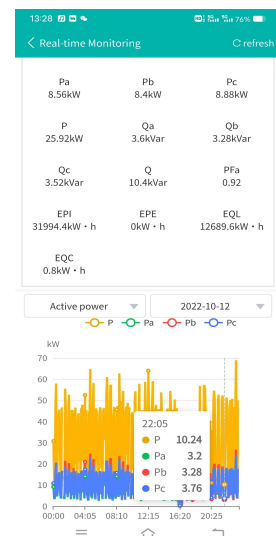 13:28 76%
Real-time Monitoring refresh
Pa Pb Pc
8.56kW 8.4kW 8.88kW
P Qa Qb
25.92kW 3.6kVar 3.28kVar
Qc Q PFa
3.52kVar 10.4kVar 0.92
EPI EPE EQL
31994.4kW·h 0kW·h 12689.6kW·h
EQC
0.8kW·h
Active power 2022-10-12
P Pa Pb Pc
kW
70
60
50
40
30
20
10
0
22:05
P 10.24
Pa 3.2
Pb 3.28
Pc 3.76
00:00 04:05 08:10 12:15 16:20 20:25